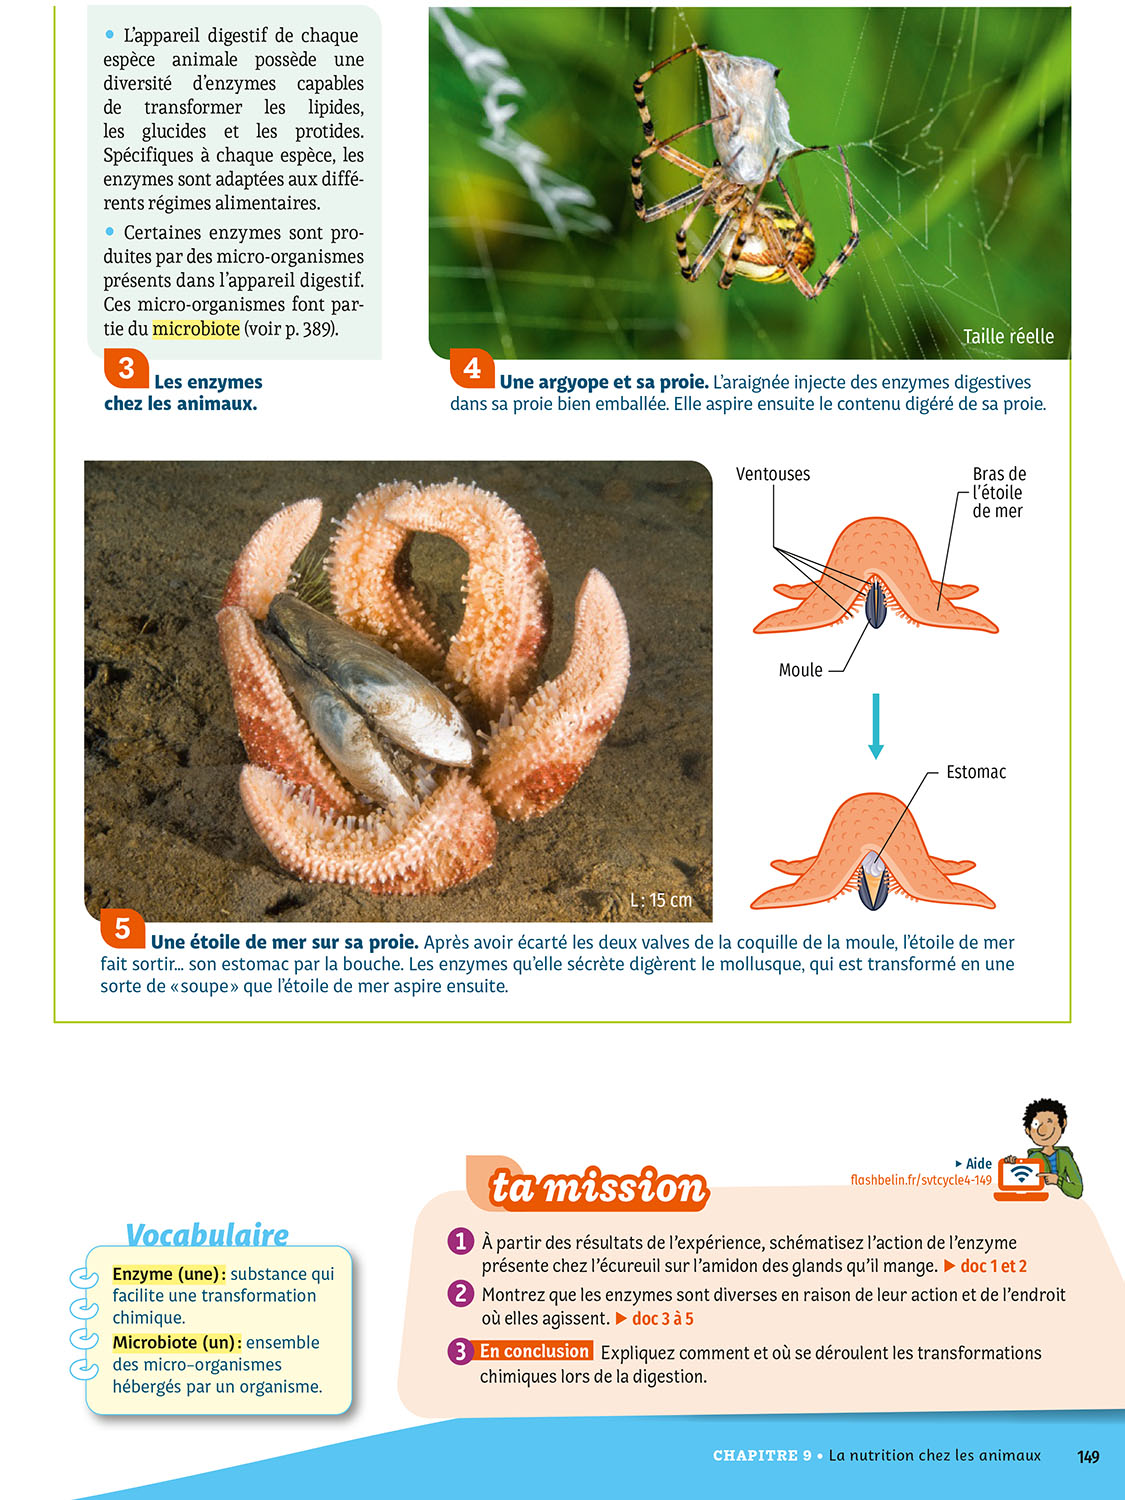 • L'appareil digestif de chaque
espèce animale possède une
diversité d'enzymes capables
de transformer les lipides,
les glucides et les protides.
Spécifiques à chaque espèce, les
enzymes sont adaptées aux diffé-
rents régimes alimentaires.
• Certaines enzymes sont pro-
duites par des micro-organismes
présents dans l'appareil digestif.
Ces micro-organismes font par-
tie du microbiote (voir p. 389).
3 Les enzymes
chez les animaux.
Taille réelle
4 Une argyope et sa proie. L'araignée injecte des enzymes digestives
dans sa proie bien emballée. Elle aspire ensuite le contenu digéré de sa proie.
L : 15 cm
Ventouses
Bras de
l'étoile
de mer
Moule
Estomac
5 Une étoile de mer sur sa proie. Après avoir écarté les deux valves de la coquille de la moule, l'étoile de mer
fait sortir... son estomac par la bouche. Les enzymes qu'elle sécrète digèrent le mollusque, qui est transformé en une
sorte de «soupe» que l'étoile de mer aspire ensuite.
Vocabulaire
Enzyme (une) : substance qui
facilite une transformation
chimique.
Microbiote (un) : ensemble
des micro-organismes
hébergés par un organisme.
ta mission
▸ Aide
flashbelin.fr/svtcycle4-149
1 À partir des résultats de l'expérience, schématisez l'action de l'enzyme
présente chez l'écureuil sur l'amidon des glands qu'il mange. ▶ doc 1 et 2
2 Montrez que les enzymes sont diverses en raison de leur action et de l'endroit
où elles agissent. ▶ doc 3 à 5
3 En conclusion Expliquez comment et où se déroulent les transformations
chimiques lors de la digestion.
CHAPITRE 9 • La nutrition chez les animaux 149